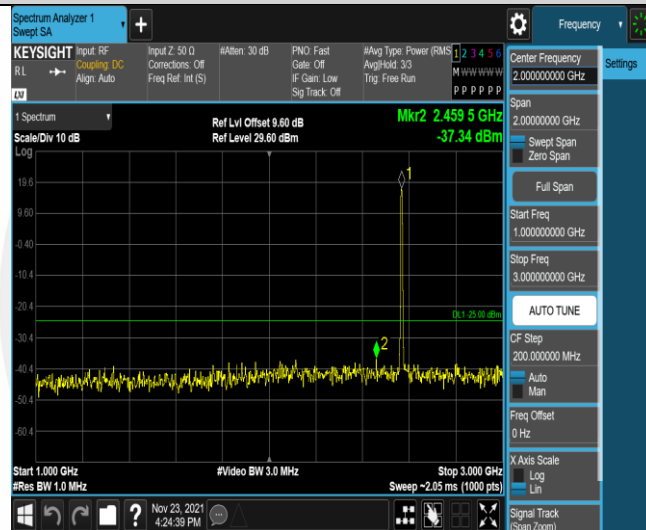 Spectrum Analyzer 1
Swept SA
+
Frequency
KEYSIGHT
RL
LXI
Input: RF
Coupling: DC
Align: Auto
Input Z: 50 Ω
Corrections: Off
Freq Ref: Int (S)
#Atten: 30 dB
PNO: Fast
Gate: Off
IF Gain: Low
Sig Track: Off
#Avg Type: Power (RMS
Avg|Hold: 3/3
Trig: Free Run
1 2 3 4 5 6
M W W W W W
P P P P P P
1 Spectrum
Scale/Div 10 dB
Log
Ref Lvl Offset 9.60 dB
Ref Level 29.60 dBm
Mkr2 2.459 5 GHz
-37.34 dBm
19.6
9.60
-0.40
-10.4
-20.4
-30.4
-40.4
-50.4
-60.4
1
DL1 -25.00 dBm
2
Start 1.000 GHz
#Res BW 1.0 MHz
#Video BW 3.0 MHz
Stop 3.000 GHz
Sweep ~2.05 ms (1000 pts)
?
Nov 23, 2021
4:24:39 PM
Center Frequency
2.000000000 GHz
Settings
Span
2.00000000 GHz
Swept Span
Zero Span
Full Span
Start Freq
1.000000000 GHz
Stop Freq
3.000000000 GHz
AUTO TUNE
CF Step
200.000000 MHz
Auto
Man
Freq Offset
0 Hz
X Axis Scale
Log
Lin
Signal Track
(Span Zoom)